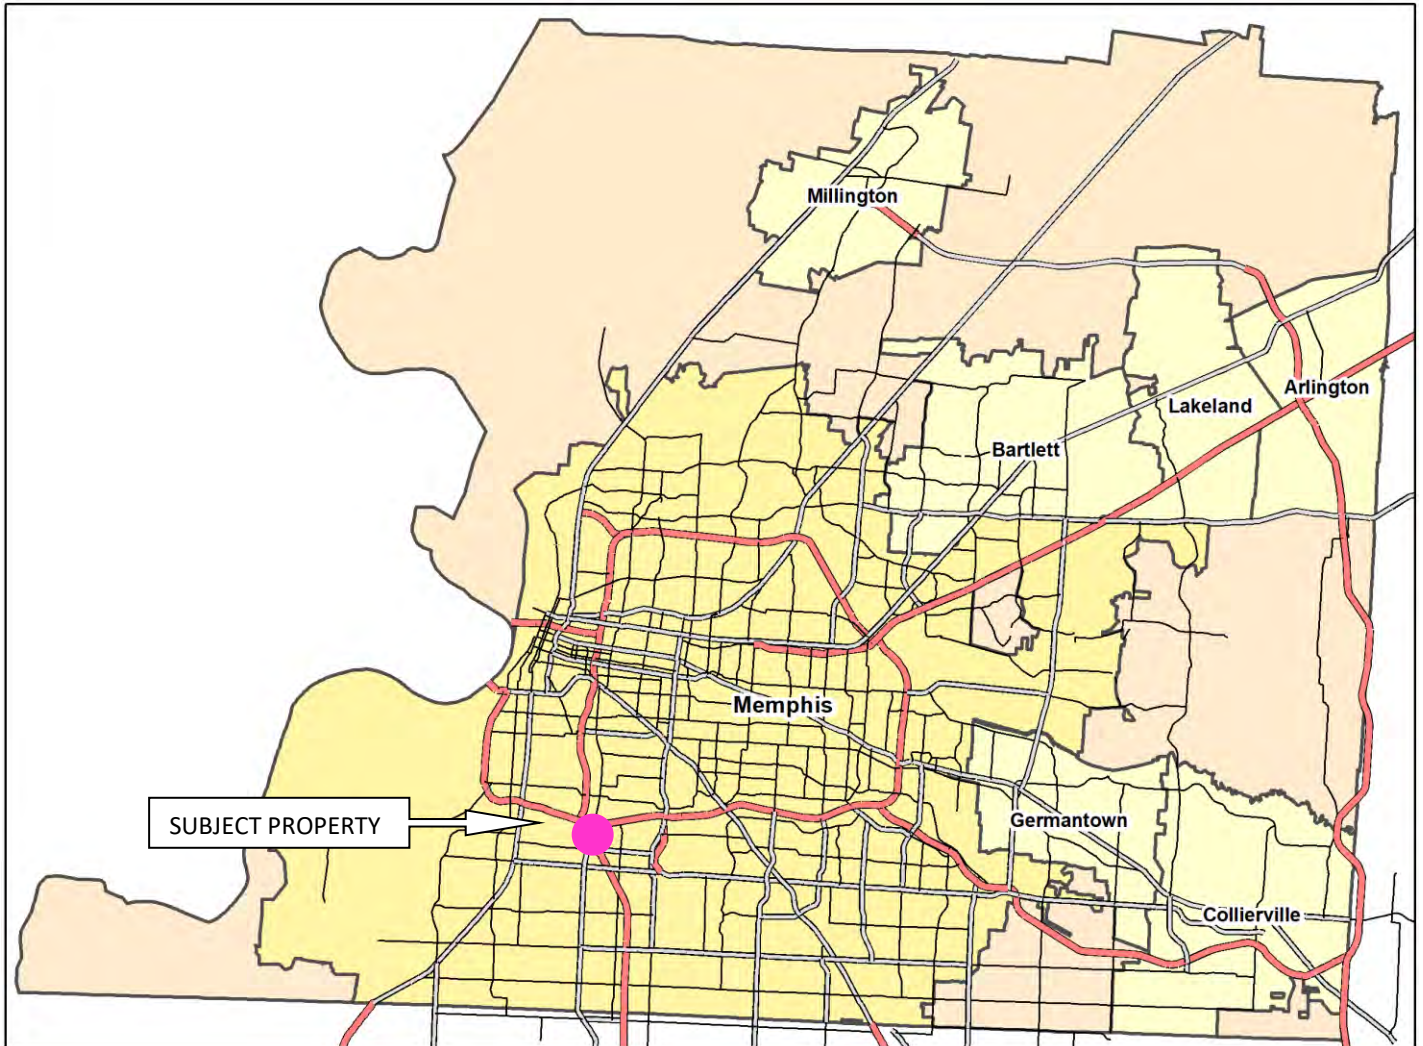 Millington
Arlington
Lakeland
Bartlett
Memphis
SUBJECT PROPERTY
Germantown
Collierville